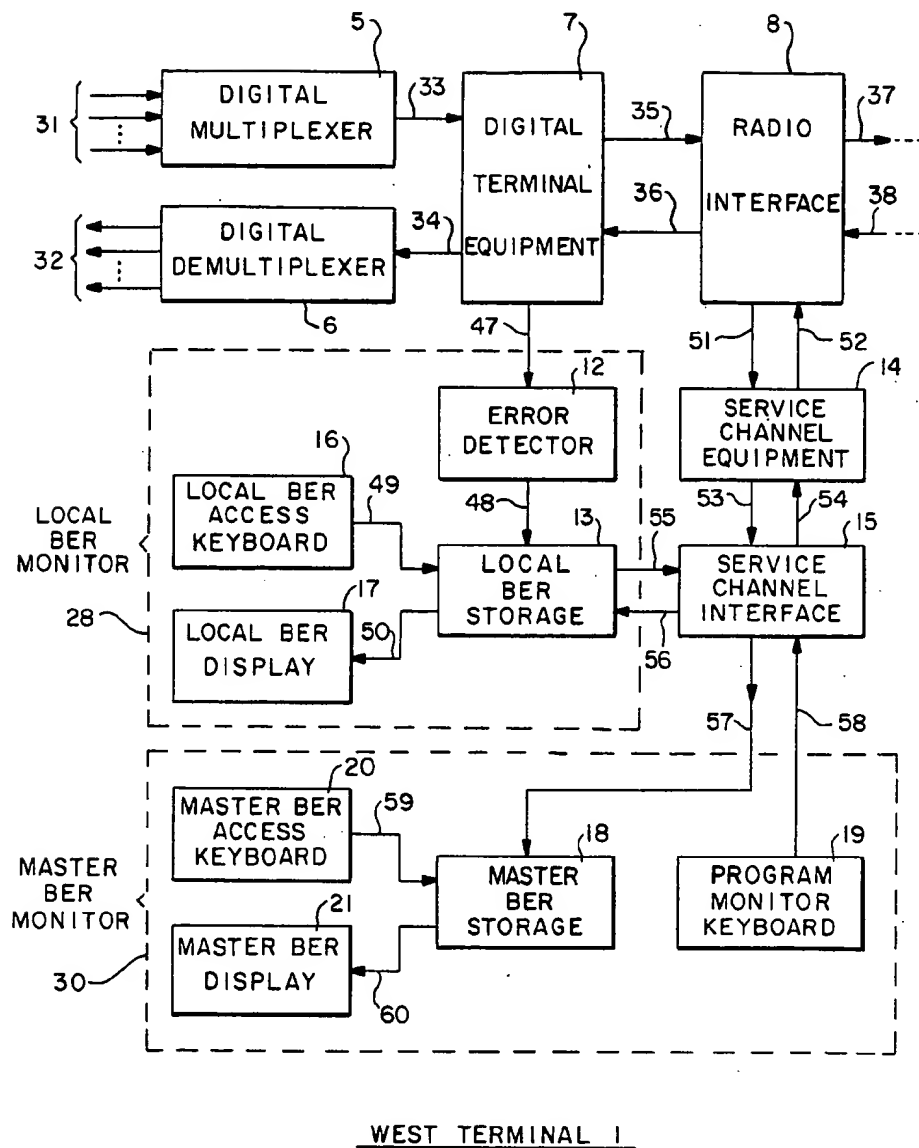 5
7
8
31
DIGITAL
MULTIPLEXER
33
DIGITAL
TERMINAL
EQUIPMENT
35
RADIO
INTERFACE
37
36
38
32
DIGITAL
DEMULTIPLEXER
34
6
47
51
52
12
14
ERROR
DETECTOR
SERVICE
CHANNEL
EQUIPMENT
16
LOCAL BER
ACCESS
KEYBOARD
49
48
53
54
LOCAL
BER
MONITOR
13
55
15
LOCAL
BER
STORAGE
SERVICE
CHANNEL
INTERFACE
28
17
LOCAL BER
DISPLAY
50
56
57
58
20
MASTER BER
ACCESS
KEYBOARD
59
18
19
MASTER
BER
MONITOR
MASTER
BER
STORAGE
PROGRAM
MONITOR
KEYBOARD
30
21
MASTER BER
DISPLAY
60
WEST TERMINAL 1